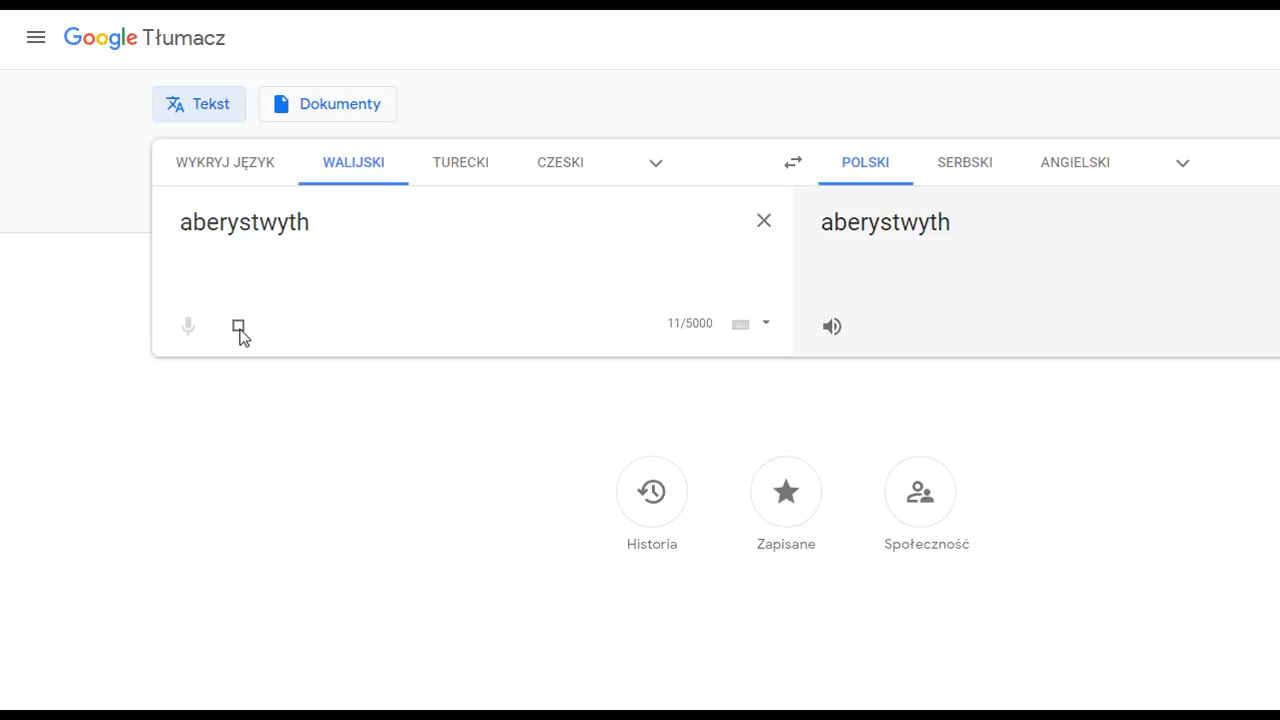 Google Tłumacz
Tekst Dokumenty
WYKRYJ JĘZYK WALIJSKI TURECKI CZESKI POLSKI SERBSKI ANGIELSKI
aberystwyth aberystwyth
11/5000
Historia Zapisane Społeczność